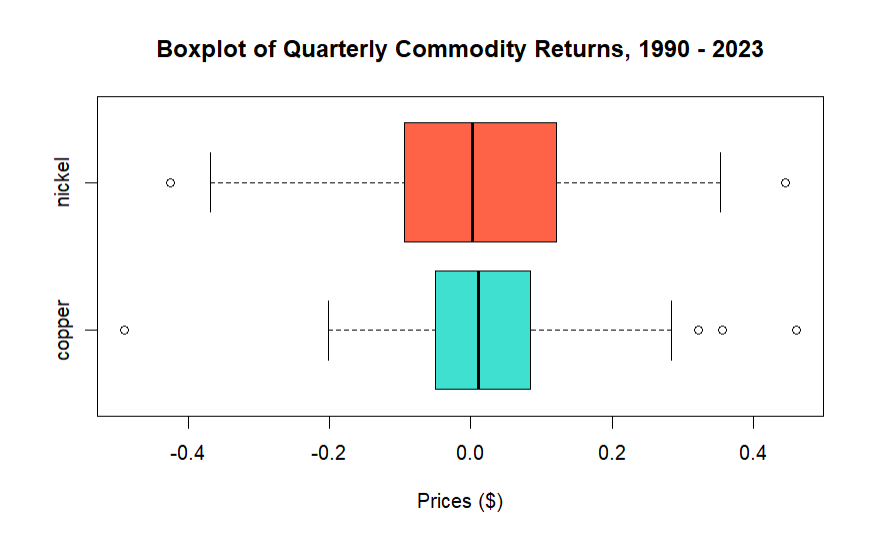 Boxplot of Quarterly Commodity Returns, 1990 - 2023
nickel
copper
-0.4 -0.2 0.0 0.2 0.4
Prices ($)